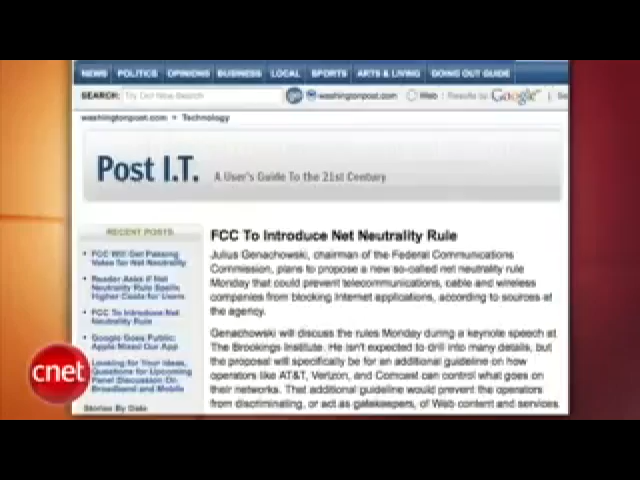 NEWS POLITICS OPINIONS BUSINESS LOCAL SPORTS ARTS & LIVING GOING OUT GUIDE
SEARCH: Try Our New Search go washingtonpost.com Web | Results by Google | Se
washingtonpost.com > Technology
Post I.T. A User's Guide To the 21st Century
RECENT POSTS
FCC Will Get Passing
Votes for Net Neutrality
Reader Asks if Net
Neutrality Rule Spells
Higher Costs for Users
FCC To Introduce Net
Neutrality Rule
Google Goes Public:
Apple Nixed Our App
Looking for Your Ideas,
Questions for Upcoming
Panel Discussion On
Broadband and Mobile
Stories By Date
FCC To Introduce Net Neutrality Rule
Julius Genachowski, chairman of the Federal Communications
Commission, plans to propose a new so-called net neutrality rule
Monday that could prevent telecommunications, cable and wireless
companies from blocking Internet applications, according to sources at
the agency.
Genachowski will discuss the rules Monday during a keynote speech at
The Brookings Institute. He isn't expected to drill into many details, but
the proposal will specifically be for an additional guideline on how
operators like AT&T, Verizon, and Comcast can control what goes on
their networks. That additional guideline would prevent the operators
from discriminating, or act as gatekeepers, of Web content and services.
cnet